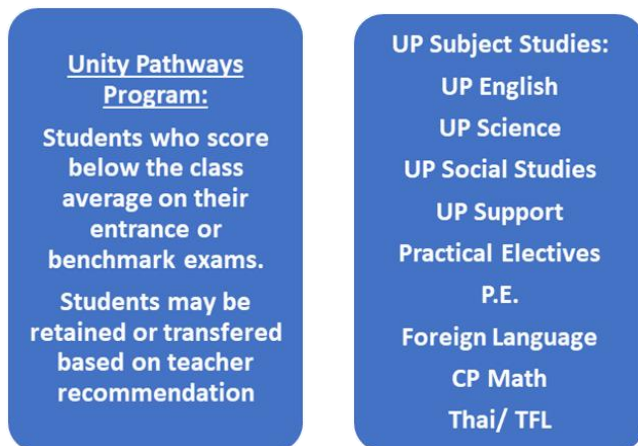 Unity Pathways
Program:
Students who score
below the class
average on their
entrance or
benchmark exams.
Students may be
retained or transfered
based on teacher
recommendation
UP Subject Studies:
UP English
UP Science
UP Social Studies
UP Support
Practical Electives
P.E.
Foreign Language
CP Math
Thai/ TFL